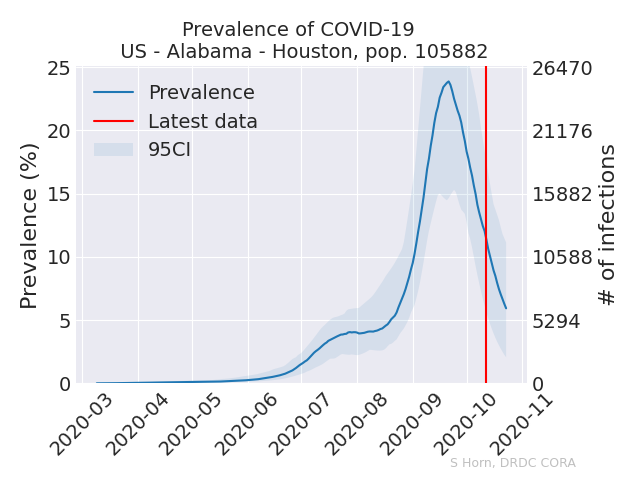 Prevalence of COVID-19
US - Alabama - Houston, pop. 105882
Prevalence (%)
25
20
15
10
5
0
Prevalence
Latest data
95CI
26470
21176
15882
10588
5294
0
# of infections
2020-03
2020-04
2020-05
2020-06
2020-07
2020-08
2020-09
2020-10
2020-11
S Horn, DRDC CORA